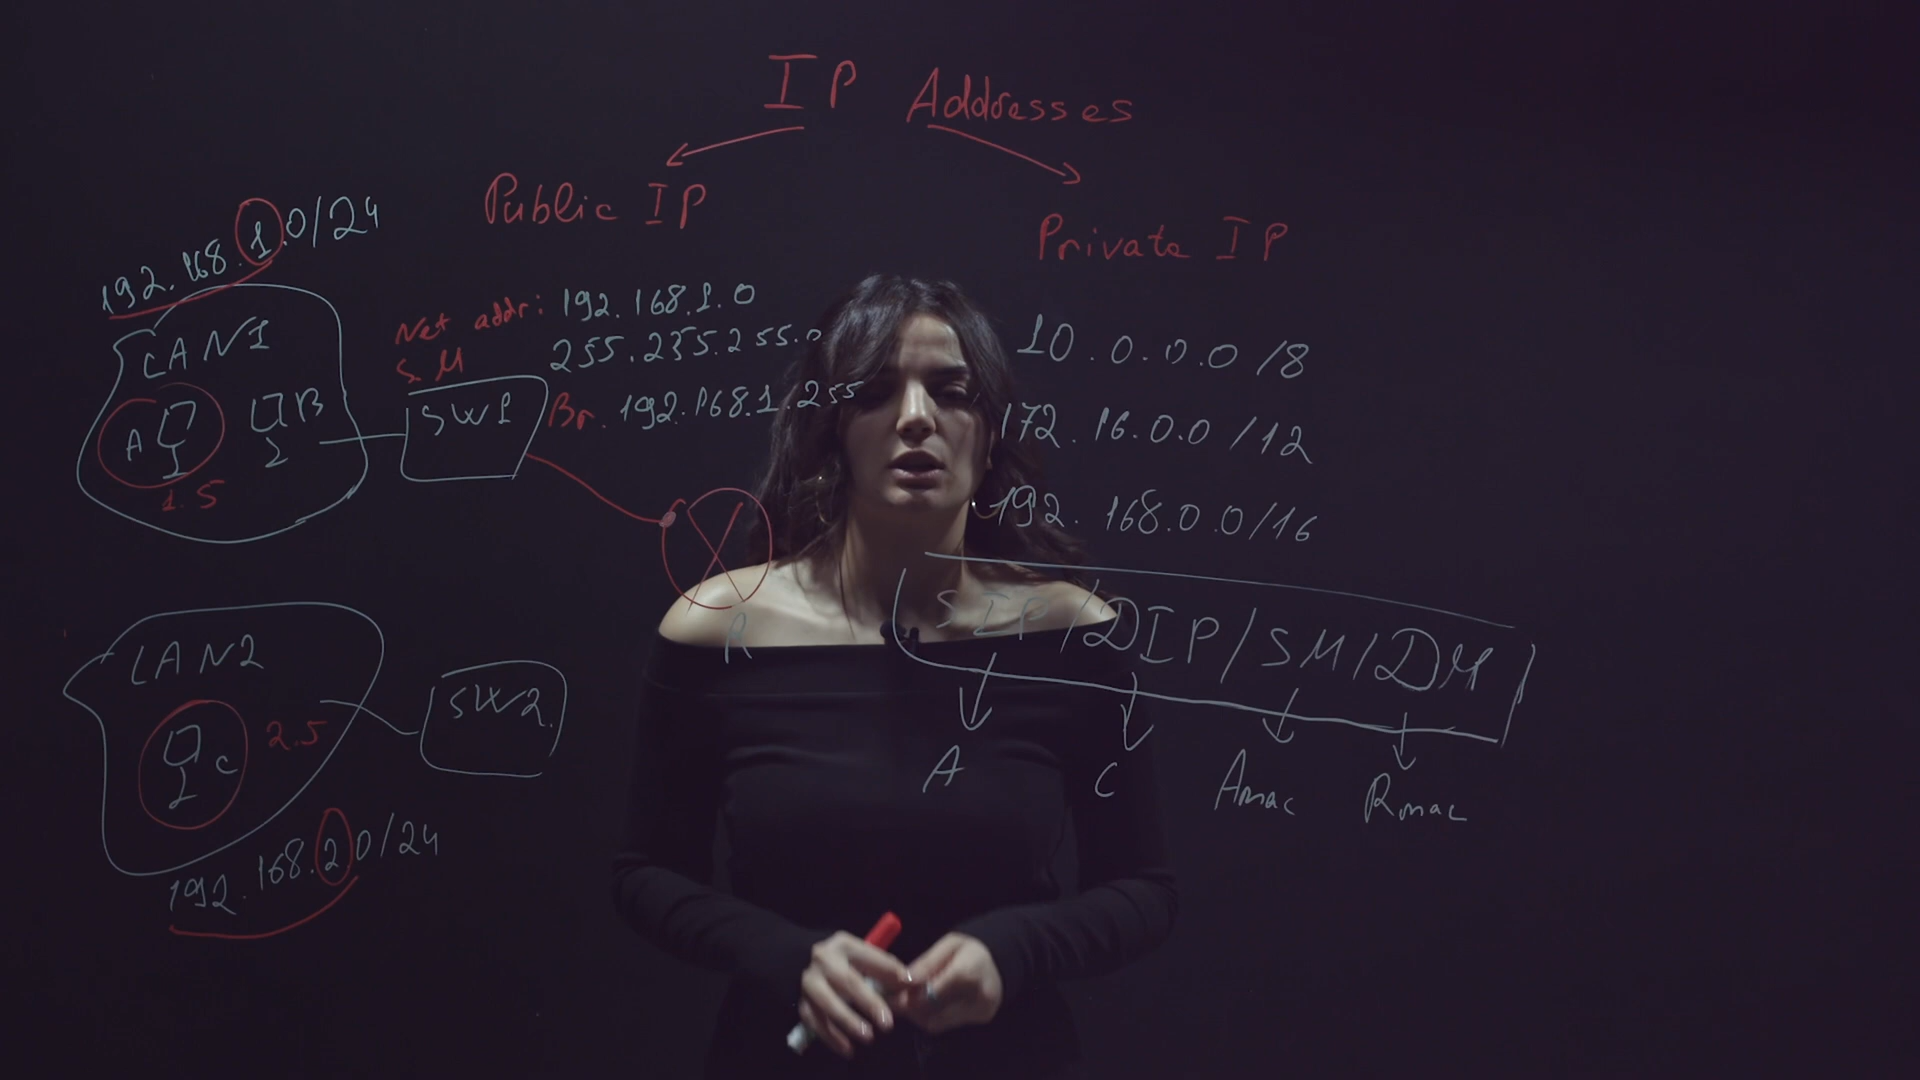 IP Addresses
Public IP
Private IP
192.168.1.0/24
LAN1
A
B
1.5
Net addr: 192.168.1.0
S M 255.255.255.0
Br. 192.168.1.255
SW1
R
10.0.0.0/8
172.16.0.0/12
192.168.0.0/16
SIP/DIP/SM/DM
A C Amac Rmac
LAN2
C 2.5
SW2
192.168.20/24